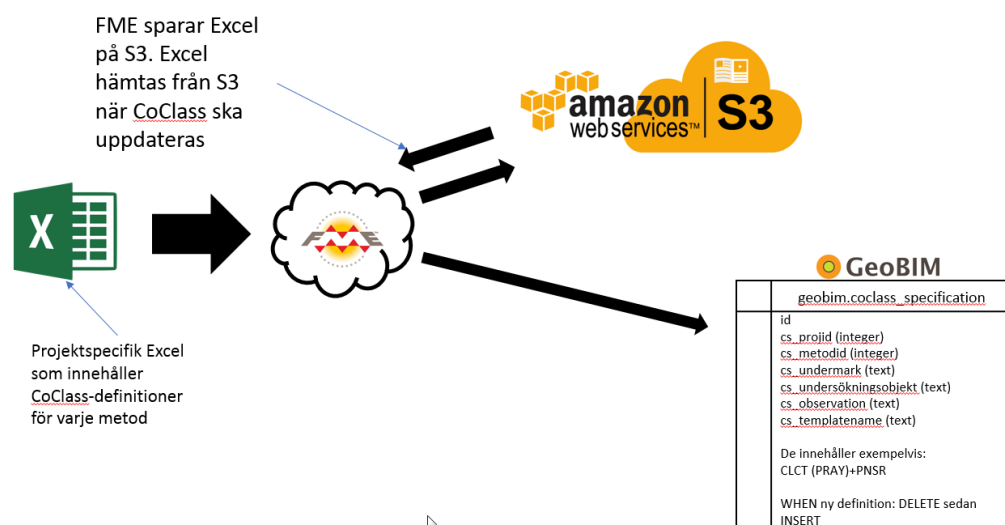 FME sparar Excel
på S3. Excel
hämtas från S3
när CoClass ska
uppdateras
amazon
webservices™
S3
X
FME
Projektspecifik Excel
som innehåller
CoClass-definitioner
för varje metod
GeoBIM
geobim.coclass_specification
id
cs_projid (integer)
cs_metodid (integer)
cs_undermark (text)
cs_undersökningsobjekt (text)
cs_observation (text)
cs_templatename (text)
De innehåller exempelvis:
CLCT (PRAY)+PNSR
WHEN ny definition: DELETE sedan
INSERT